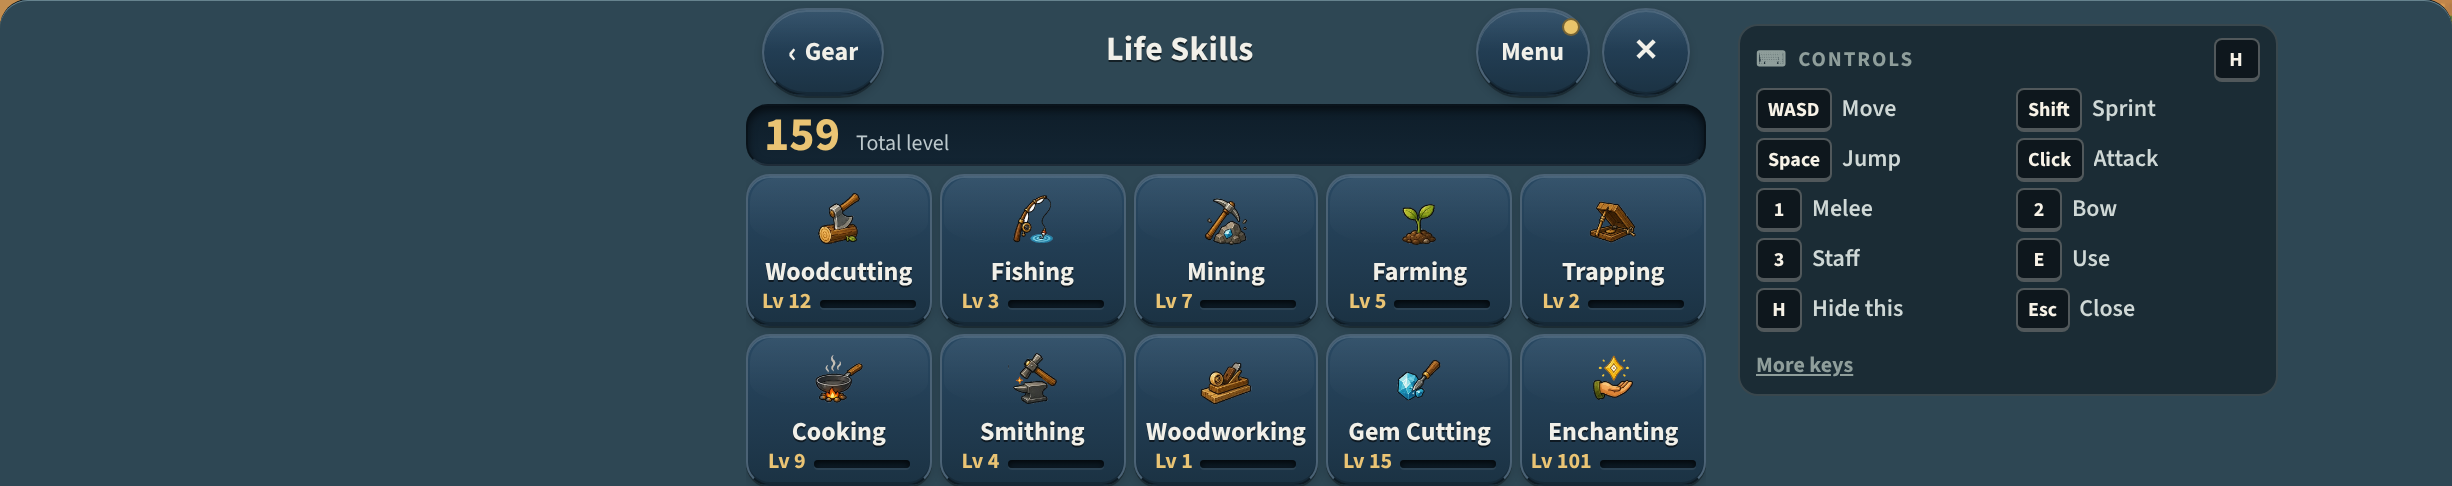 ‹ Gear
Life Skills
Menu
×
159 Total level
Woodcutting
Lv 12
Fishing
Lv 3
Mining
Lv 7
Farming
Lv 5
Trapping
Lv 2
Cooking
Lv 9
Smithing
Lv 4
Woodworking
Lv 1
Gem Cutting
Lv 15
Enchanting
Lv 101
CONTROLS H
WASD Move
Shift Sprint
Space Jump
Click Attack
1 Melee
2 Bow
3 Staff
E Use
H Hide this
Esc Close
More keys